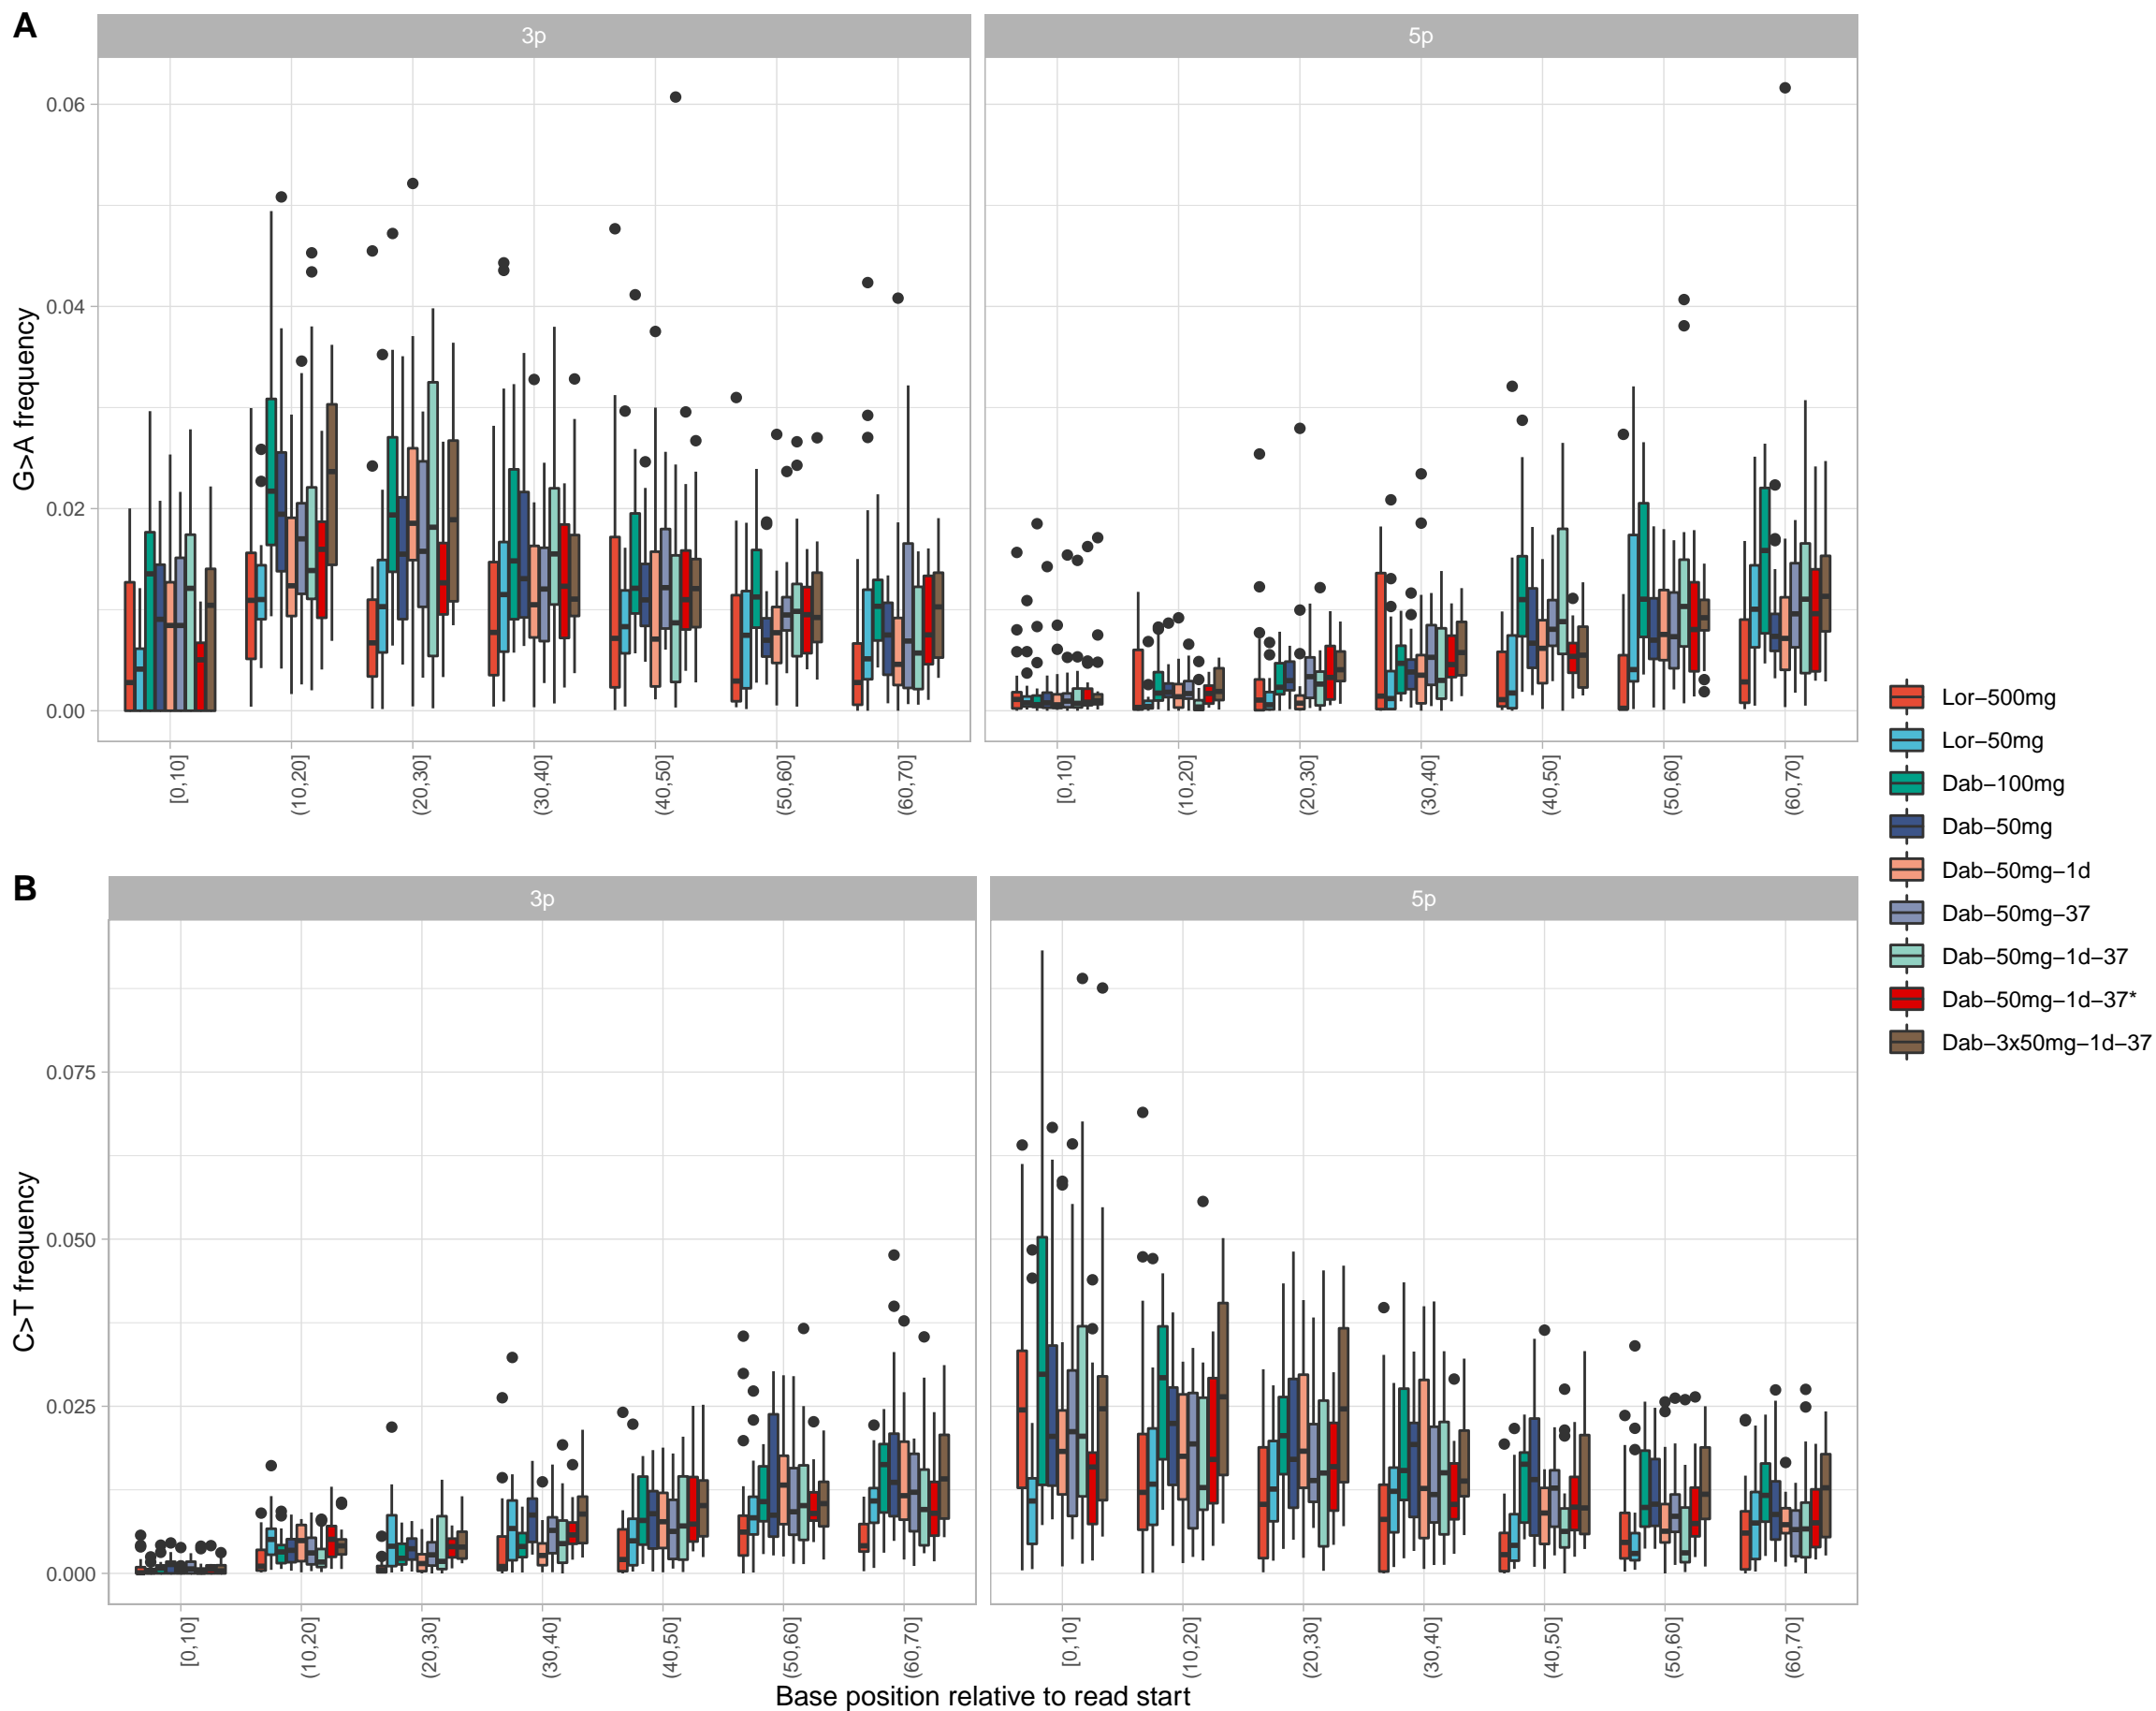 A
3p
5p
G>A frequency
0.06
0.04
0.02
0.00
[0,10]
(10,20]
(20,30]
(30,40]
(40,50]
(50,60]
(60,70]
[0,10]
(10,20]
(20,30]
(30,40]
(40,50]
(50,60]
(60,70]
Lor−500mg
Lor−50mg
Dab−100mg
Dab−50mg
Dab−50mg−1d
Dab−50mg−37
Dab−50mg−1d−37
Dab−50mg−1d−37*
Dab−3x50mg−1d−37
B
3p
5p
C>T frequency
0.075
0.050
0.025
0.000
[0,10]
(10,20]
(20,30]
(30,40]
(40,50]
(50,60]
(60,70]
[0,10]
(10,20]
(20,30]
(30,40]
(40,50]
(50,60]
(60,70]
Base position relative to read start